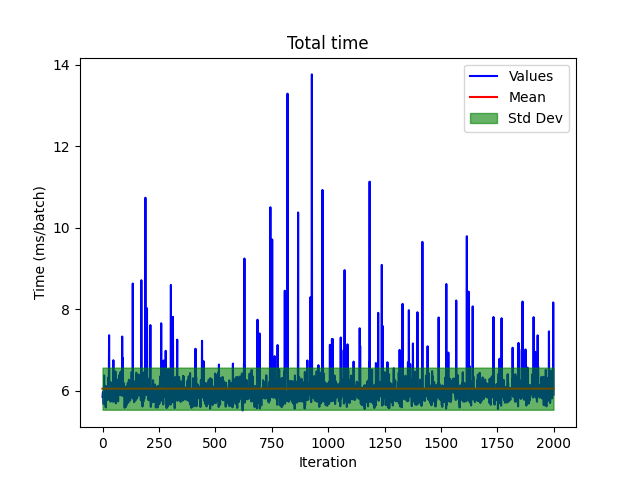 Total time
Time (ms/batch)
14
12
10
8
6
Values
Mean
Std Dev
0 250 500 750 1000 1250 1500 1750 2000
Iteration